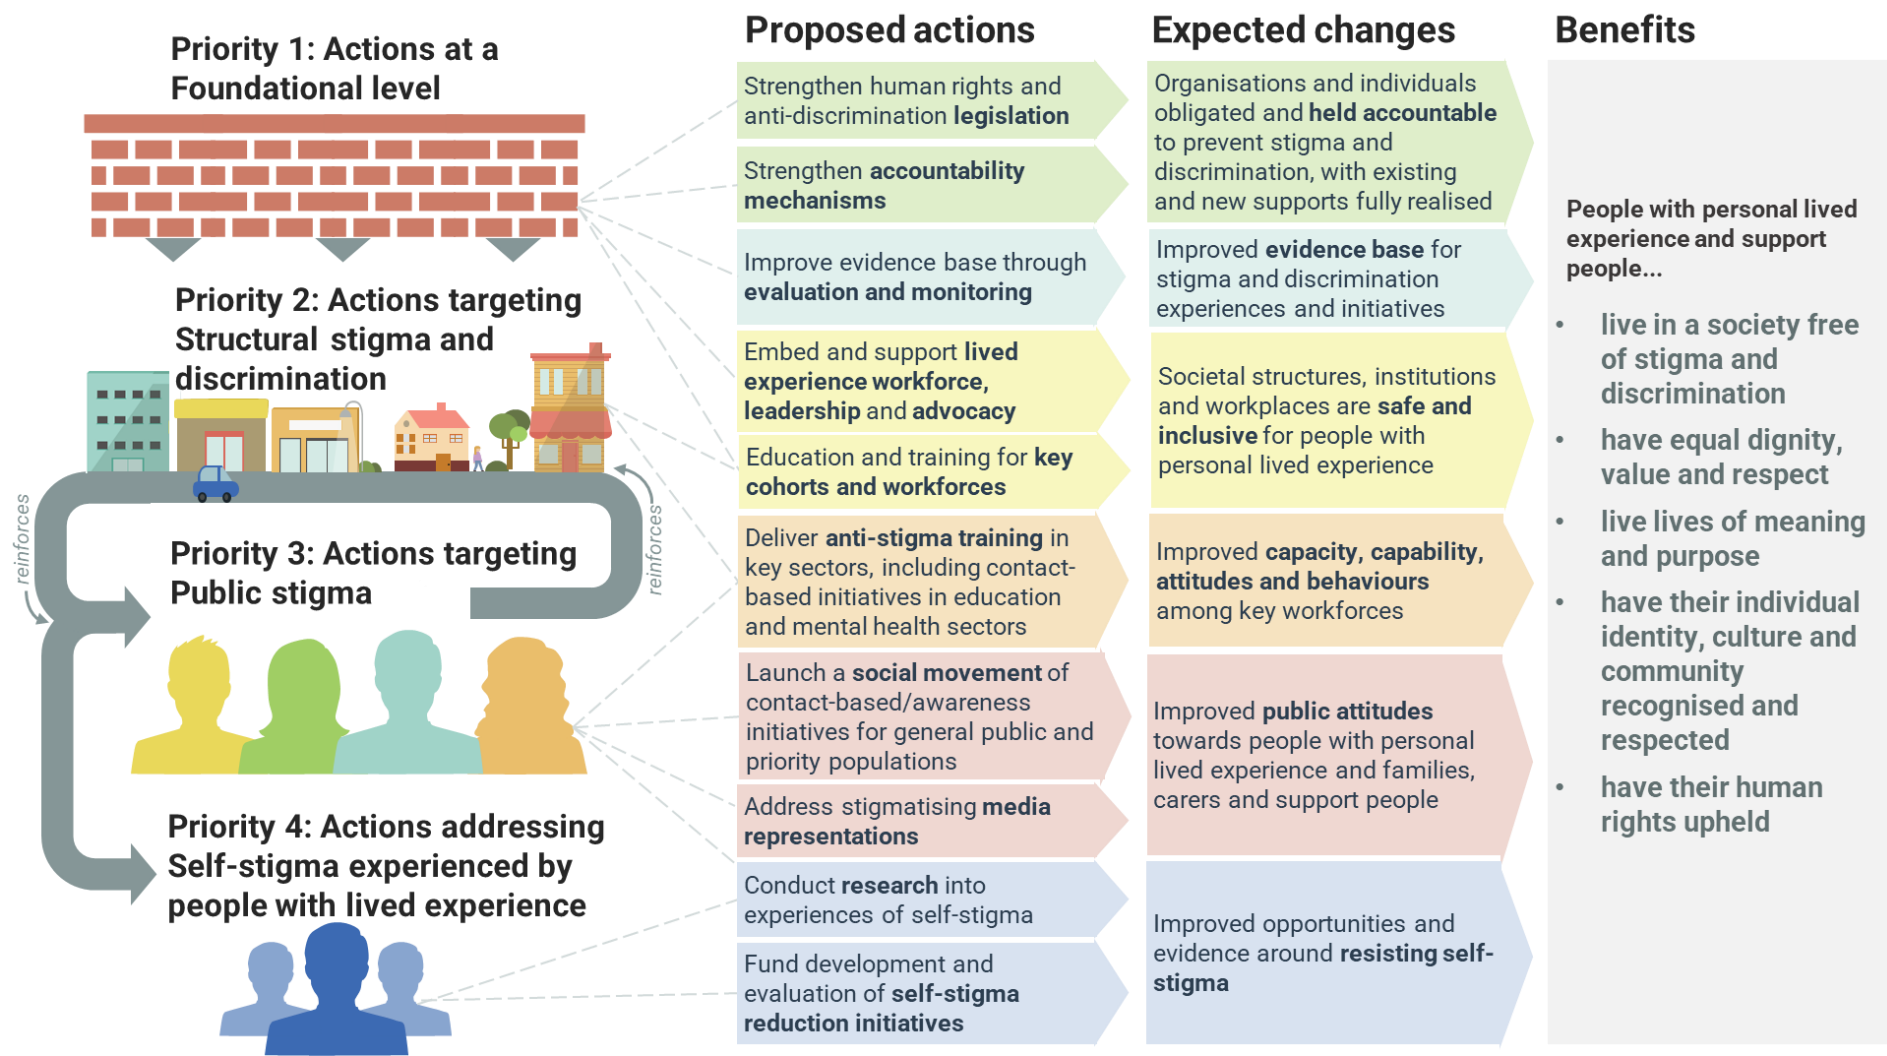 Priority 1: Actions at a
Foundational level
Priority 2: Actions targeting
Structural stigma and
discrimination
reinforces
reinforces
Priority 3: Actions targeting
Public stigma
Priority 4: Actions addressing
Self-stigma experienced by
people with lived experience
Proposed actions
Strengthen human rights and
anti-discrimination legislation
Strengthen accountability
mechanisms
Improve evidence base through
evaluation and monitoring
Embed and support lived
experience workforce,
leadership and advocacy
Education and training for key
cohorts and workforces
Deliver anti-stigma training in
key sectors, including contact-
based initiatives in education
and mental health sectors
Launch a social movement of
contact-based/awareness
initiatives for general public and
priority populations
Address stigmatising media
representations
Conduct research into
experiences of self-stigma
Fund development and
evaluation of self-stigma
reduction initiatives
Expected changes
Organisations and individuals
obligated and held accountable
to prevent stigma and
discrimination, with existing
and new supports fully realised
Improved evidence base for
stigma and discrimination
experiences and initiatives
Societal structures, institutions
and workplaces are safe and
inclusive for people with
personal lived experience
Improved capacity, capability,
attitudes and behaviours
among key workforces
Improved public attitudes
towards people with personal
lived experience and families,
carers and support people
Improved opportunities and
evidence around resisting self-
stigma
Benefits
People with personal lived
experience and support
people...
• live in a society free
of stigma and
discrimination
• have equal dignity,
value and respect
• live lives of meaning
and purpose
• have their individual
identity, culture and
community
recognised and
respected
• have their human
rights upheld